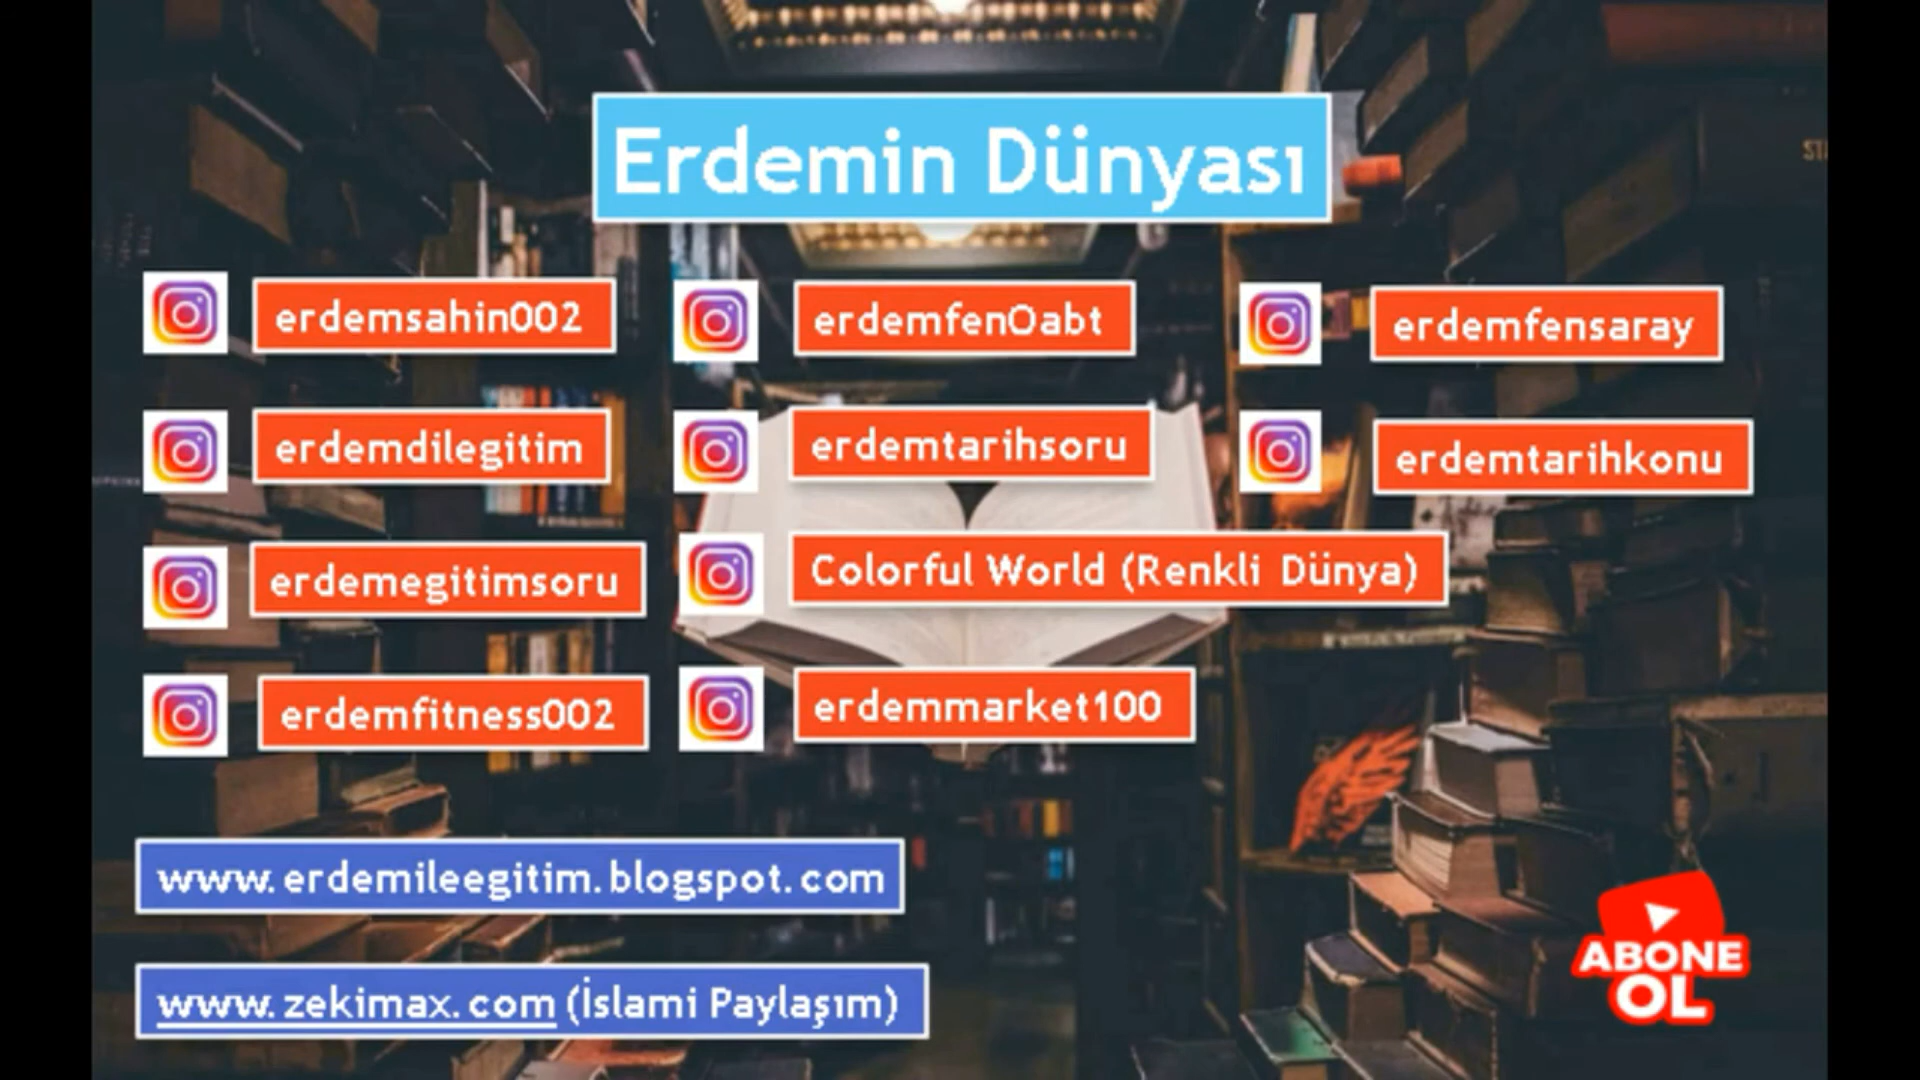 Erdemin Dünyası
erdemsahin002
erdemfenOabt
erdemfensaray
erdemdilegitim
erdemtarihsoru
erdemtarihkonu
erdemegitimsoru
Colorful World (Renkli Dünya)
erdemfitness002
erdemmarket100
www.erdemileegitim.blogspot.com
www.zekimax.com (İslami Paylaşım)
ABONE
OL